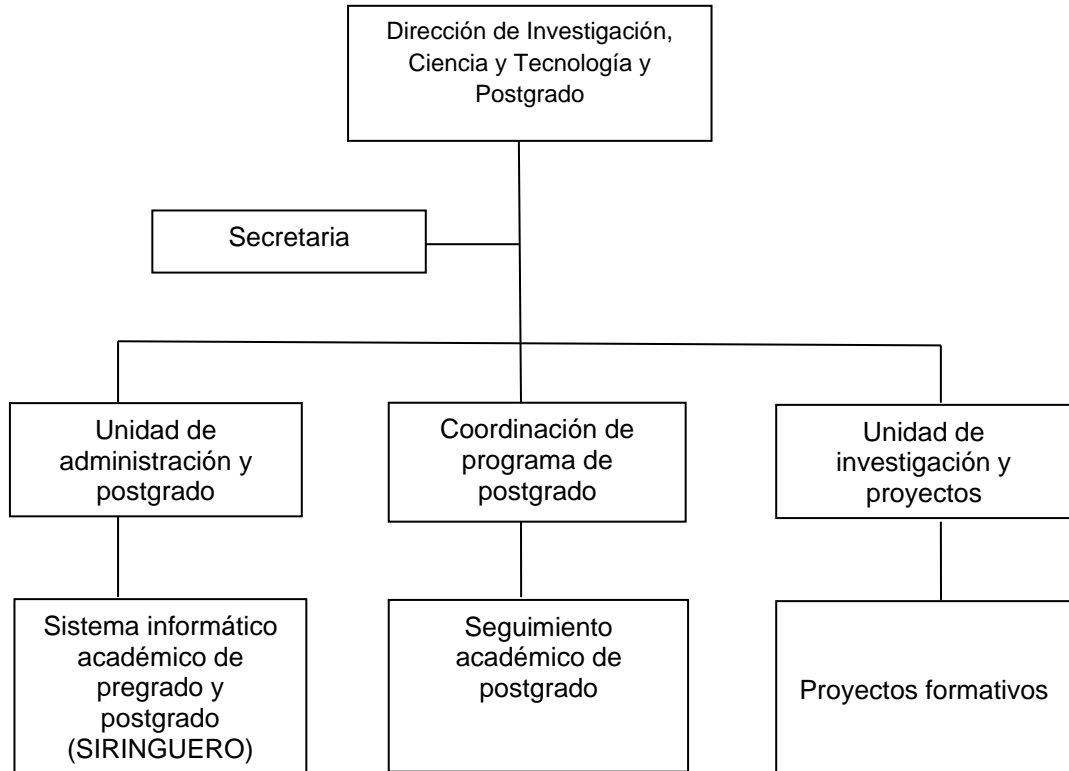 Dirección de Investigación,
Ciencia y Tecnología y
Postgrado
Secretaria
Unidad de
administración y
postgrado
Coordinación de
programa de
postgrado
Unidad de
investigación y
proyectos
Sistema informático
académico de
pregrado y
postgrado
(SIRINGUERO)
Seguimiento
académico de
postgrado
Proyectos formativos